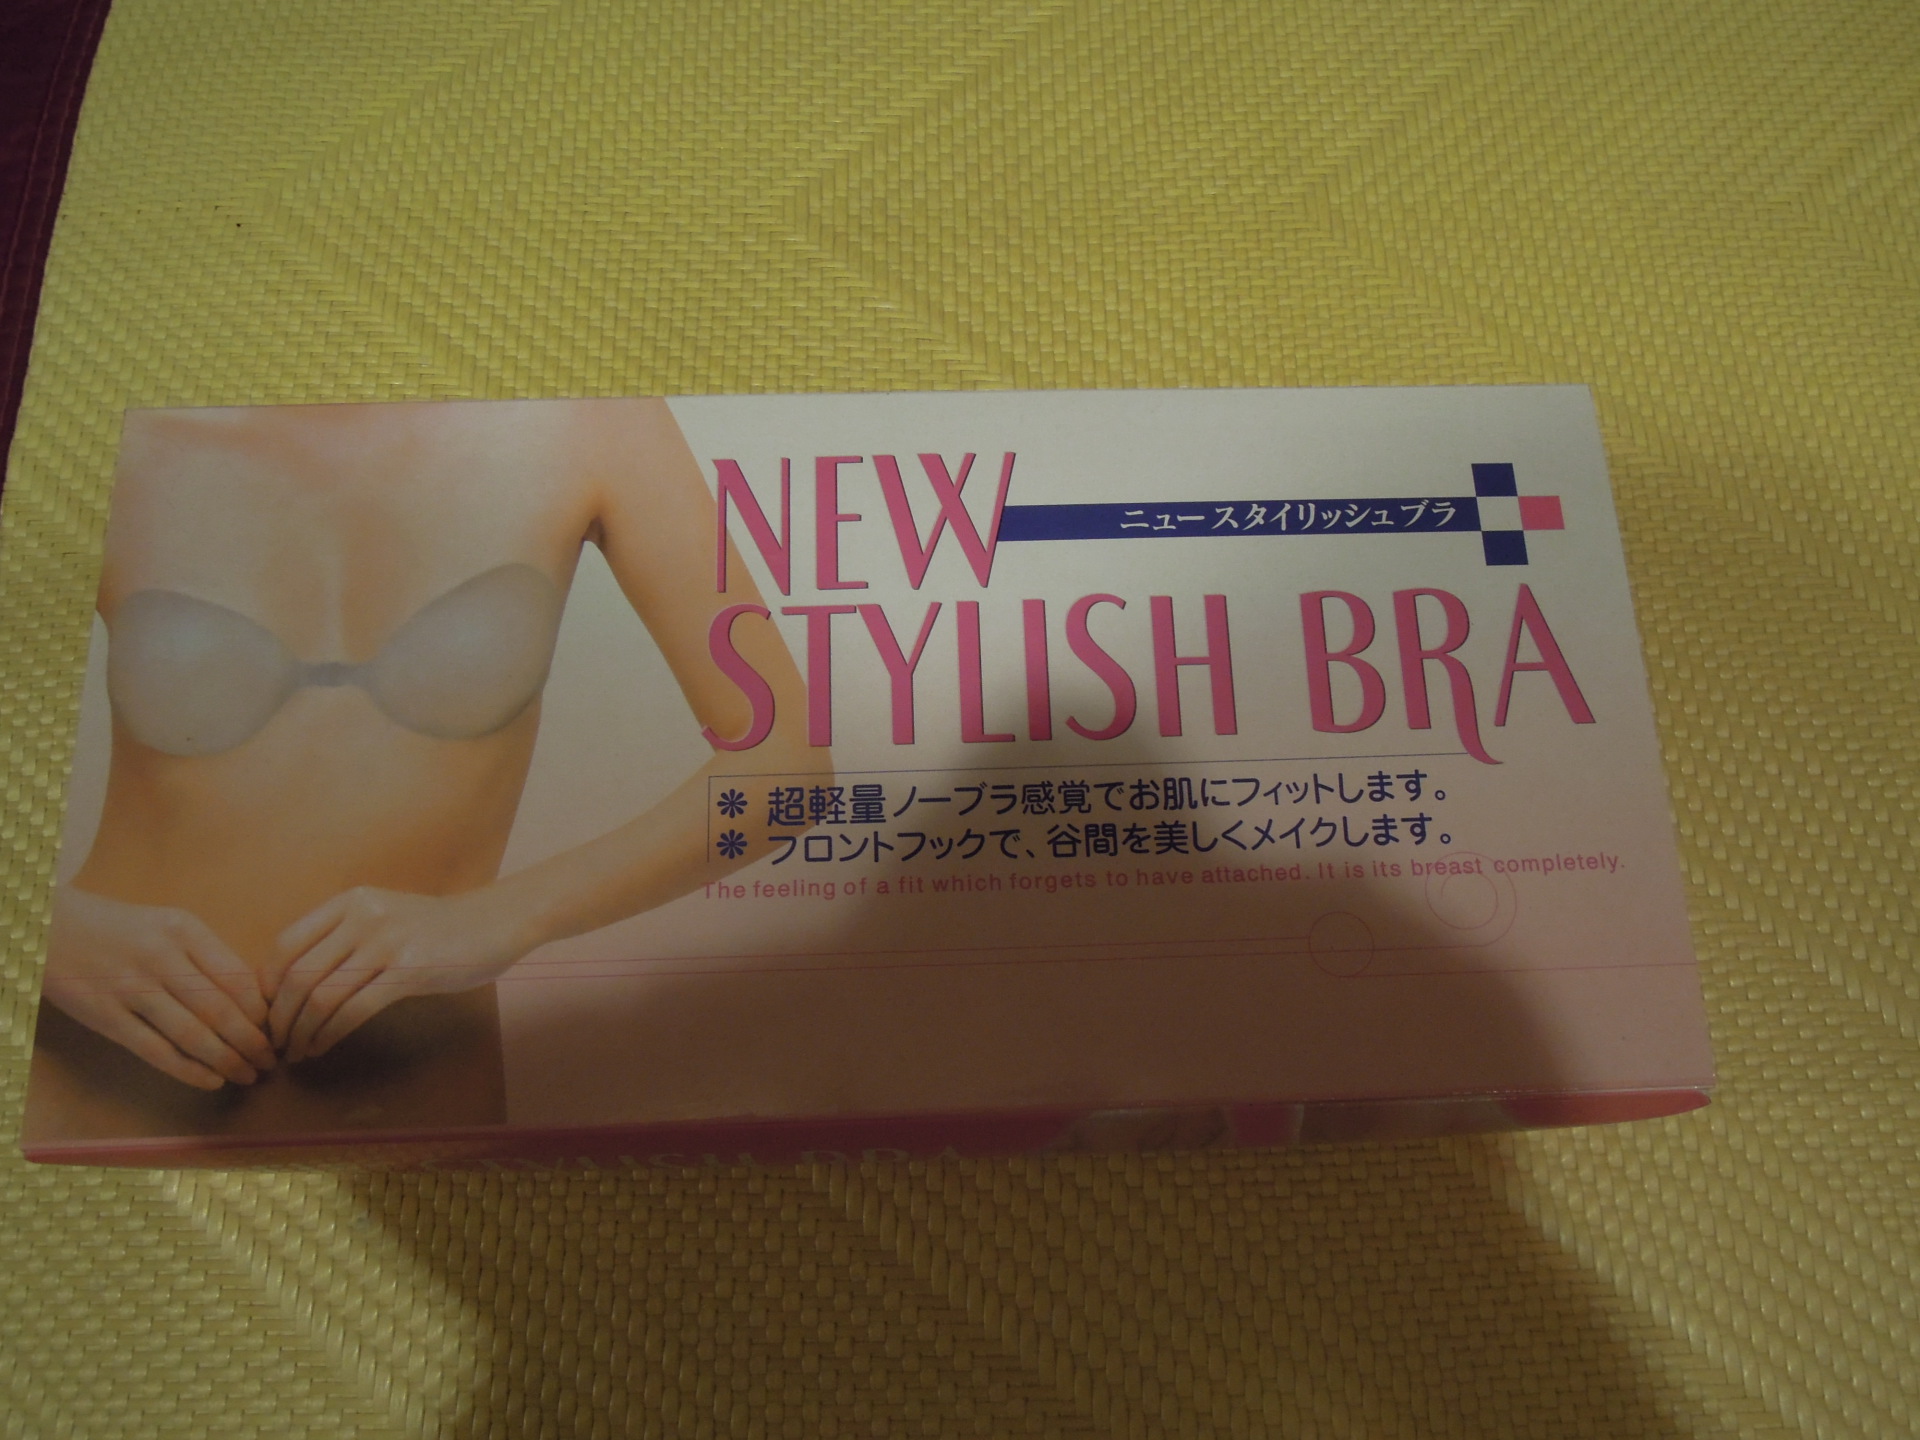 NEW
ニュースタイリッシュブラ
STYLISH BRA
❋ 超軽量ノーブラ感覚でお肌にフィットします。
❋ フロントフックで、谷間を美しくメイクします。
The feeling of a fit which forgets to have attached. It is its breast completely.
STYLISH BRA